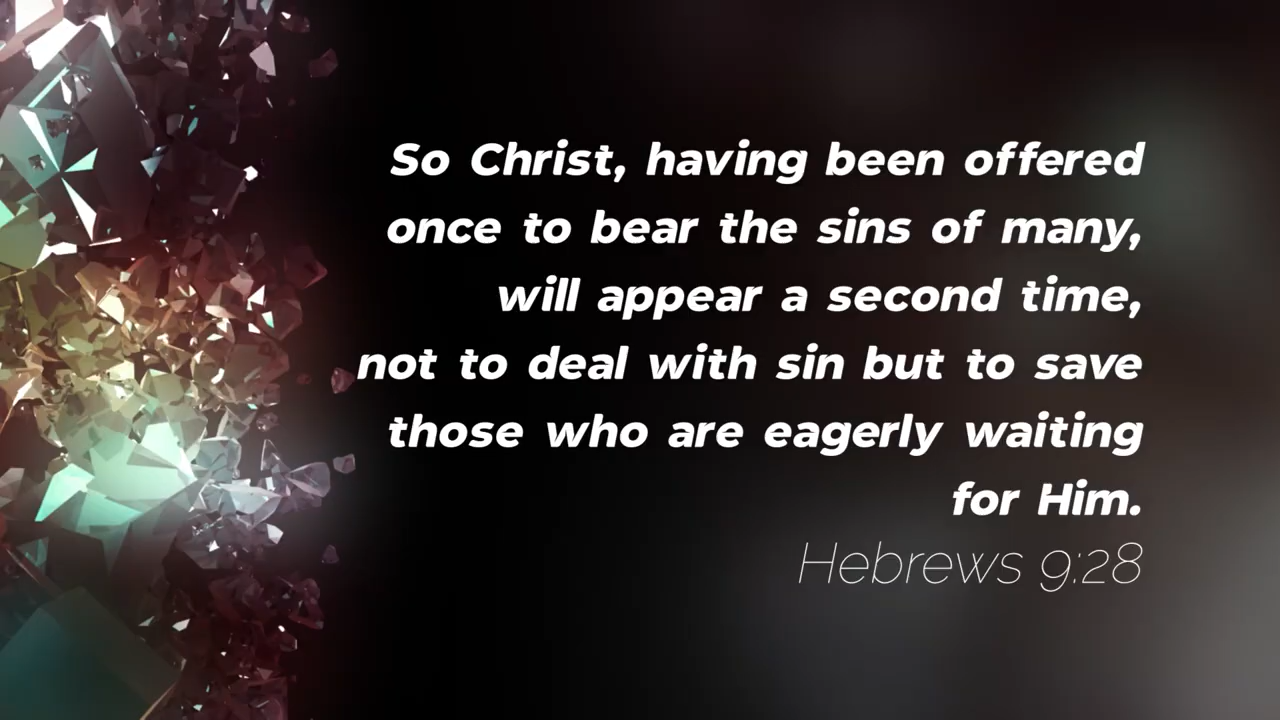 So Christ, having been offered
once to bear the sins of many,
will appear a second time,
not to deal with sin but to save
those who are eagerly waiting
for Him.
Hebrews 9:28